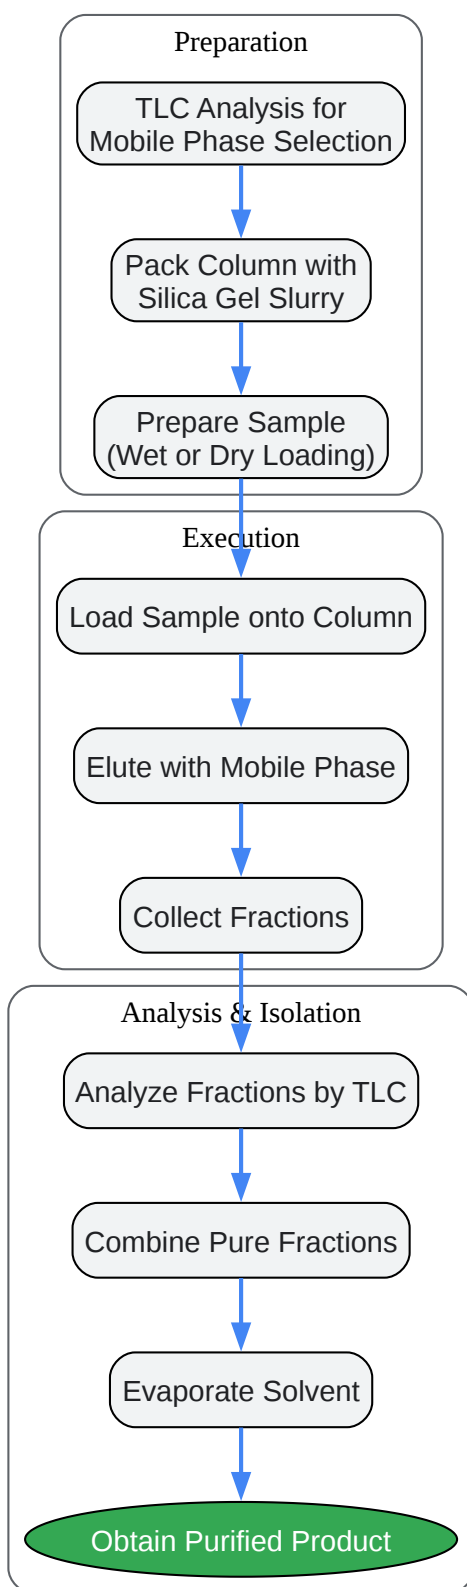 Preparation
TLC Analysis for
Mobile Phase Selection
Pack Column with
Silica Gel Slurry
Prepare Sample
(Wet or Dry Loading)
Execution
Load Sample onto Column
Elute with Mobile Phase
Collect Fractions
Analysis & Isolation
Analyze Fractions by TLC
Combine Pure Fractions
Evaporate Solvent
Obtain Purified Product